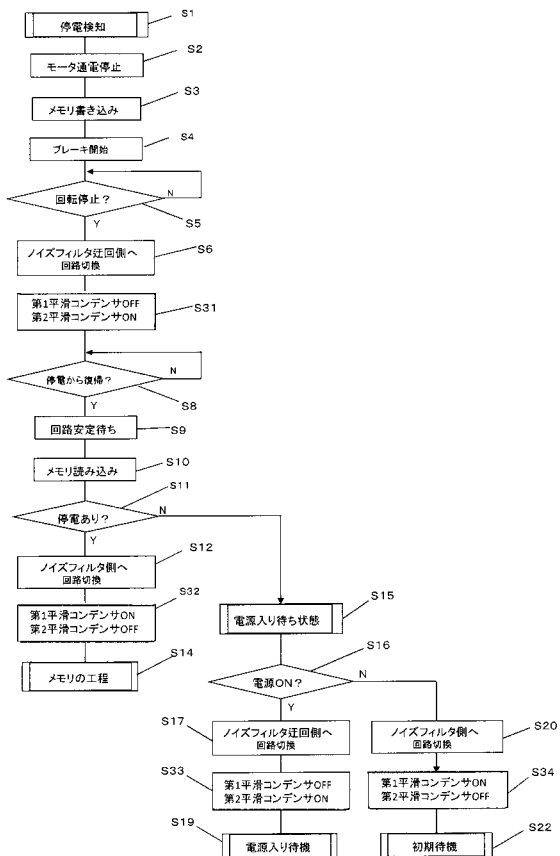 停電検知
S1
モータ通電停止
S2
メモリ書き込み
S3
ブレーキ開始
S4
回転停止?
N
S5
Y
ノイズフィルタ迂回側へ
回路切換
S6
第1平滑コンデンサOFF
第2平滑コンデンサON
S31
停電から復帰?
N
S8
Y
回路安定待ち
S9
メモリ読み込み
S10
停電あり?
S11
N
Y
ノイズフィルタ側へ
回路切換
S12
第1平滑コンデンサON
第2平滑コンデンサOFF
S32
メモリの工程
S14
電源入り待ち状態
S15
電源ON?
S16
N
Y
ノイズフィルタ迂回側へ
回路切換
S17
第1平滑コンデンサOFF
第2平滑コンデンサON
S33
電源入り待機
S19
ノイズフィルタ側へ
回路切換
S20
第1平滑コンデンサON
第2平滑コンデンサOFF
S34
初期待機
S22